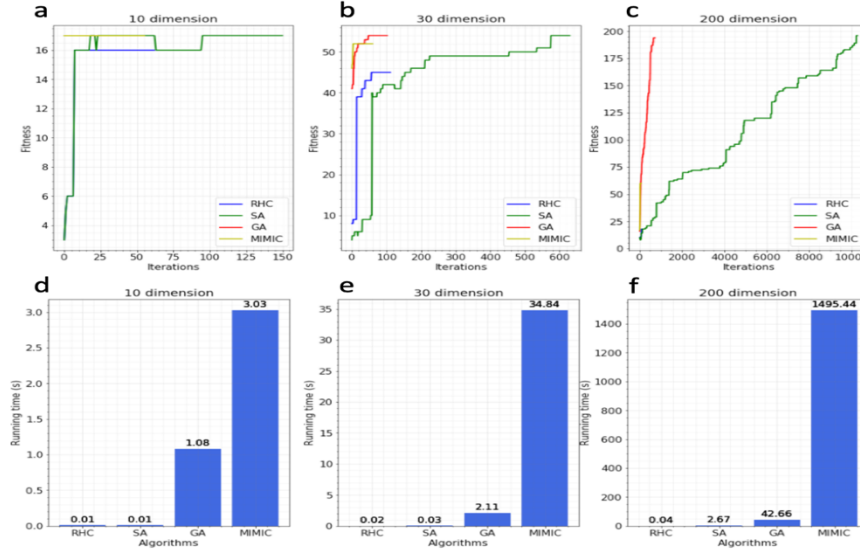 a
10 dimension
Fitness
16
14
12
10
8
6
4
RHC
SA
GA
MIMIC
0 25 50 75 100 125 150
Iterations
b
30 dimension
Fitness
50
40
30
20
10
RHC
SA
GA
MIMIC
0 100 200 300 400 500 600
Iterations
c
200 dimension
Fitness
200
175
150
125
100
75
50
25
0
RHC
SA
GA
MIMIC
0 2000 4000 6000 8000
Iterations
d
10 dimension
Running time (s)
3.0
2.5
2.0
1.5
1.0
0.5
0.0
0.01 0.01 1.08 3.03
RHC SA GA MIMIC
Algorithms
e
30 dimension
Running time (s)
35
30
25
20
15
10
5
0
0.02 0.03 2.11 34.84
RHC SA GA MIMIC
Algorithms
f
200 dimension
Running time (s)
1400
1200
1000
800
600
400
200
0
0.04 2.67 42.66 1495.44
RHC SA GA MIMIC
Algorithms